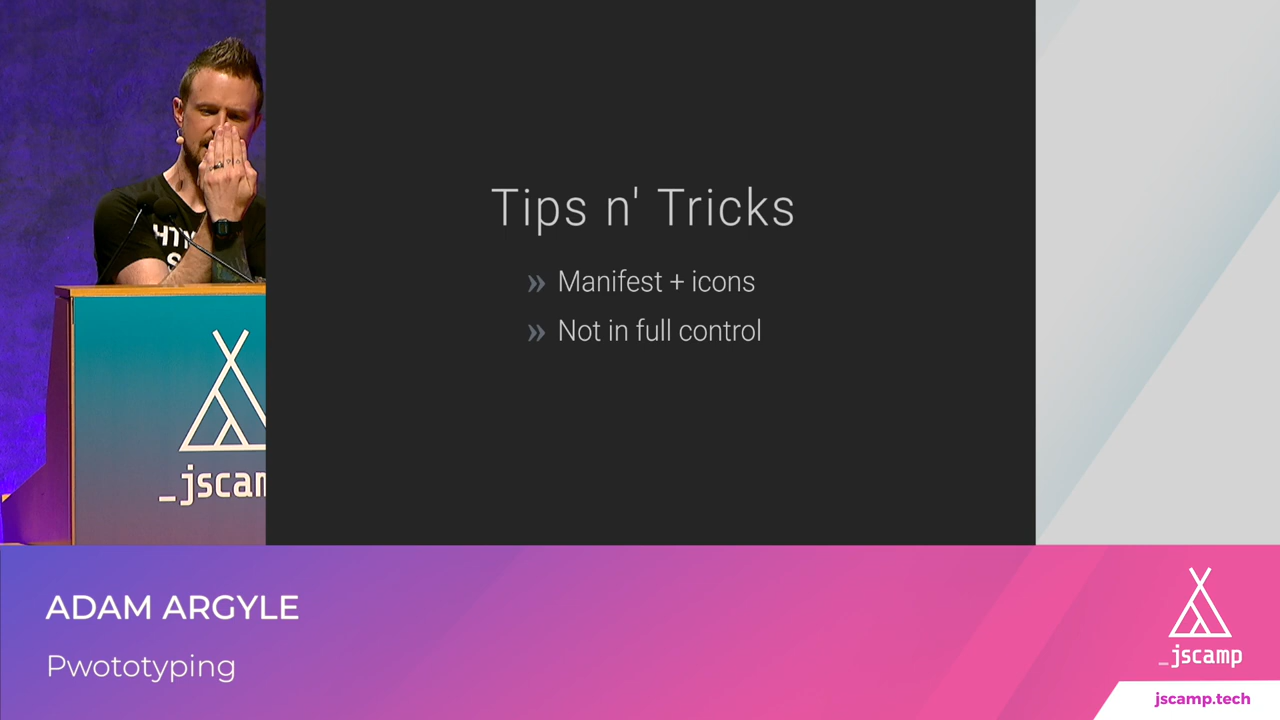 Tips n' Tricks
» Manifest + icons
» Not in full control
_jscam
ADAM ARGYLE
Pwototyping
_jscamp
jscamp.tech